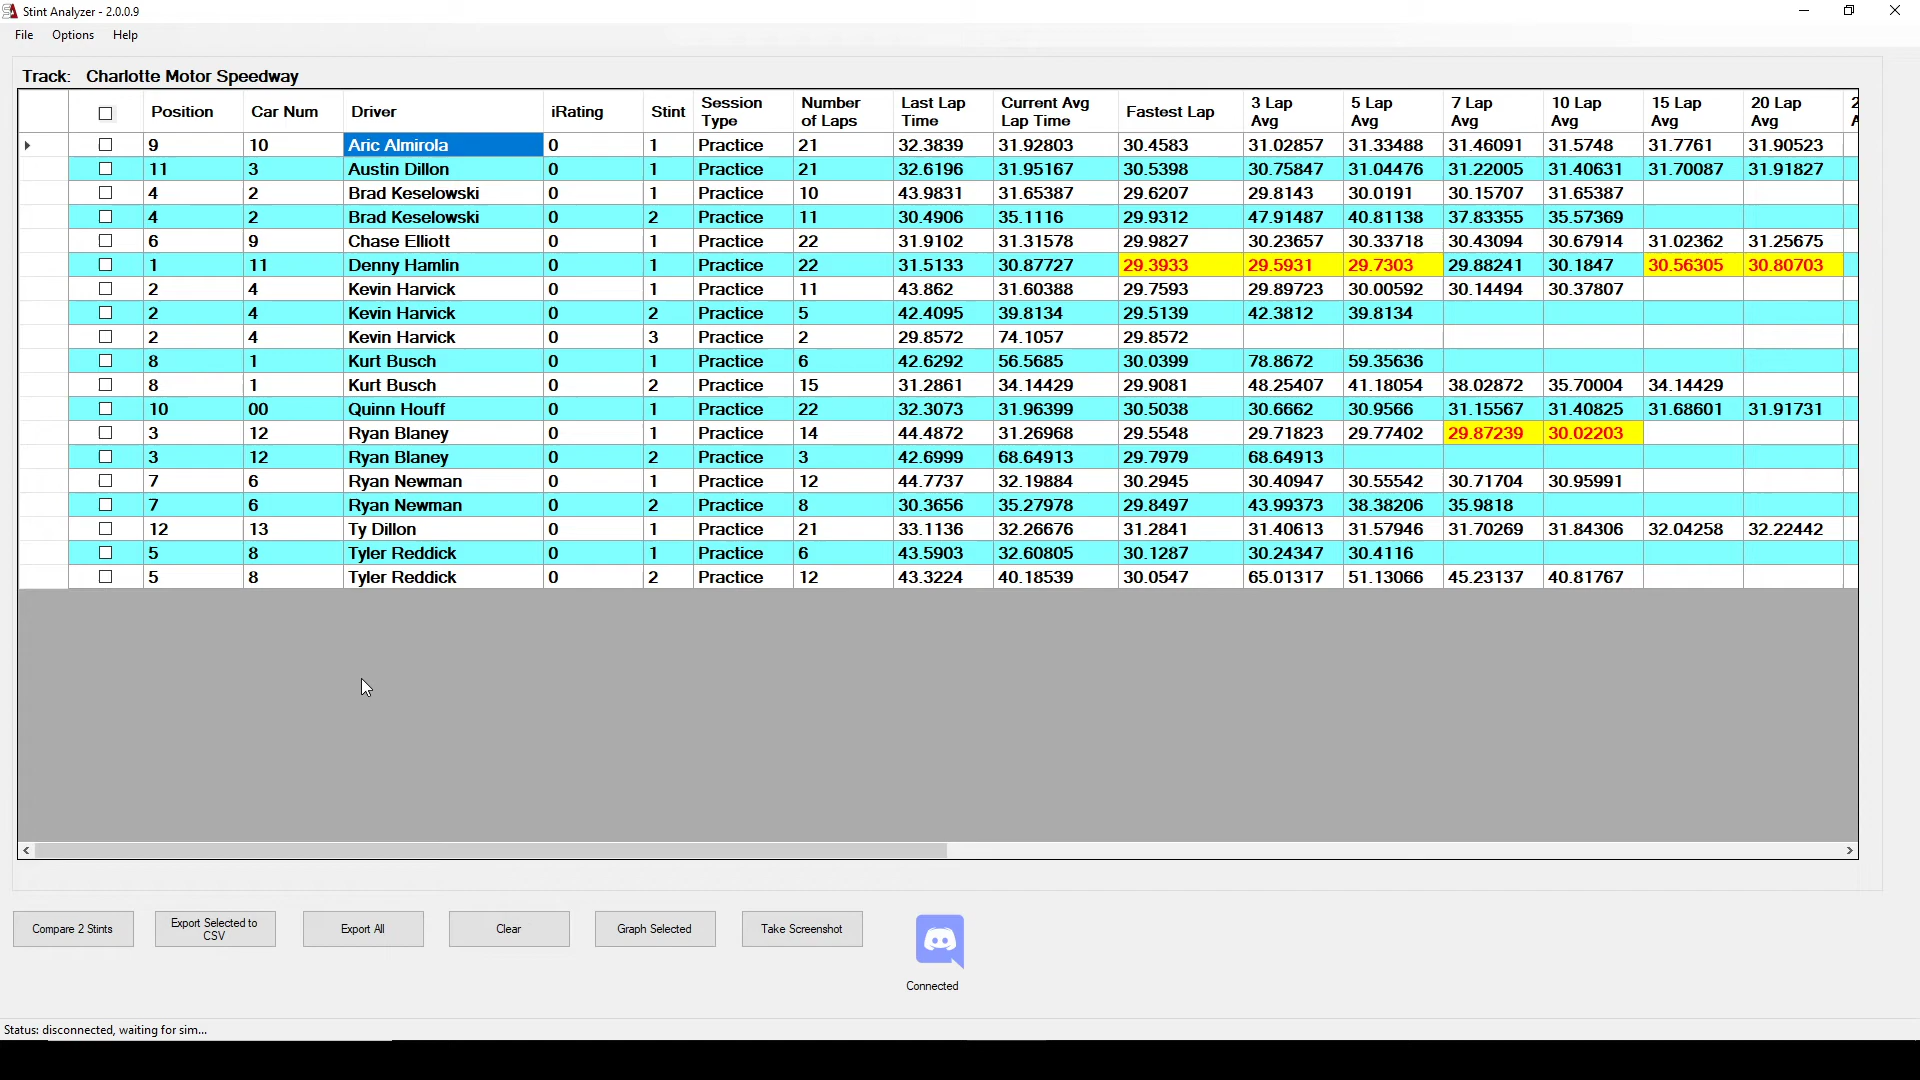 Stint Analyzer - 2.0.0.9
File Options Help
Track: Charlotte Motor Speedway
Position Car Num Driver iRating Stint Session Type Number of Laps Last Lap Time Current Avg Lap Time Fastest Lap 3 Lap Avg 5 Lap Avg 7 Lap Avg 10 Lap Avg 15 Lap Avg 20 Lap Avg
9 10 Aric Almirola 0 1 Practice 21 32.3839 31.92803 30.4583 31.02857 31.33488 31.46091 31.5748 31.7761 31.90523
11 3 Austin Dillon 0 1 Practice 21 32.6196 31.95167 30.5398 30.75847 31.04476 31.22005 31.40631 31.70087 31.91827
4 2 Brad Keselowski 0 1 Practice 10 43.9831 31.65387 29.6207 29.8143 30.0191 30.15707 31.65387
4 2 Brad Keselowski 0 2 Practice 11 30.4906 35.1116 29.9312 47.91487 40.81138 37.83355 35.57369
6 9 Chase Elliott 0 1 Practice 22 31.9102 31.31578 29.9827 30.23657 30.33718 30.43094 30.67914 31.02362 31.25675
1 11 Denny Hamlin 0 1 Practice 22 31.5133 30.87727 29.3933 29.5931 29.7303 29.88241 30.1847 30.56305 30.80703
2 4 Kevin Harvick 0 1 Practice 11 43.862 31.60388 29.7593 29.89723 30.00592 30.14494 30.37807
2 4 Kevin Harvick 0 2 Practice 5 42.4095 39.8134 29.5139 42.3812 39.8134
2 4 Kevin Harvick 0 3 Practice 2 29.8572 74.1057 29.8572
8 1 Kurt Busch 0 1 Practice 6 42.6292 56.5685 30.0399 78.8672 59.35636
8 1 Kurt Busch 0 2 Practice 15 31.2861 34.14429 29.9081 48.25407 41.18054 38.02872 35.70004 34.14429
10 00 Quinn Houff 0 1 Practice 22 32.3073 31.96399 30.5038 30.6662 30.9566 31.15567 31.40825 31.68601 31.91731
3 12 Ryan Blaney 0 1 Practice 14 44.4872 31.26968 29.5548 29.71823 29.77402 29.87239 30.02203
3 12 Ryan Blaney 0 2 Practice 3 42.6999 68.64913 29.7979 68.64913
7 6 Ryan Newman 0 1 Practice 12 44.7737 32.19884 30.2945 30.40947 30.55542 30.71704 30.95991
7 6 Ryan Newman 0 2 Practice 8 30.3656 35.27978 29.8497 43.99373 38.38206 35.9818
12 13 Ty Dillon 0 1 Practice 21 33.1136 32.26676 31.2841 31.40613 31.57946 31.70269 31.84306 32.04258 32.22442
5 8 Tyler Reddick 0 1 Practice 6 43.5903 32.60805 30.1287 30.24347 30.4116
5 8 Tyler Reddick 0 2 Practice 12 43.3224 40.18539 30.0547 65.01317 51.13066 45.23137 40.81767
Compare 2 Stints Export Selected to CSV Export All Clear Graph Selected Take Screenshot
Connected
Status: disconnected, waiting for sim...